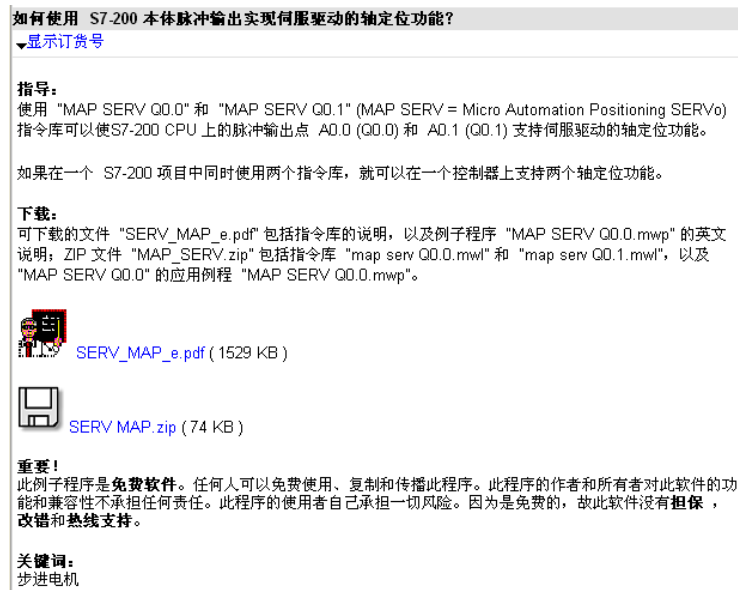 如何使用 S7-200 本体脉冲输出实现伺服驱动的轴定位功能？
显示订货号
指导：
使用 "MAP SERV Q0.0" 和 "MAP SERV Q0.1" (MAP SERV = Micro Automation Positioning SERVo)
指令库可以使S7-200 CPU 上的脉冲输出点 A0.0 (Q0.0) 和 A0.1 (Q0.1) 支持伺服驱动的轴定位功能。
如果在一个 S7-200 项目中同时使用两个指令库，就可以在一个控制器上支持两个轴定位功能。
下载：
可下载的文件 "SERV_MAP_e.pdf" 包括指令库的说明，以及例子程序 "MAP SERV Q0.0.mwp" 的英文
说明；ZIP 文件 "MAP_SERV.zip" 包括指令库 "map serv Q0.0.mwl" 和 "map serv Q0.1.mwl"，以及
"MAP SERV Q0.0" 的应用例程 "MAP SERV Q0.0.mwp"。
SERV_MAP_e.pdf ( 1529 KB )
SERV MAP.zip ( 74 KB )
重要！
此例子程序是免费软件。任何人可以免费使用、复制和传播此程序。此程序的作者和所有者对此软件的功
能和兼容性不承担任何责任。此程序的使用者自己承担一切风险。因为是免费的，故此软件没有担保 ，
改错和热线支持。
关键词：
步进电机